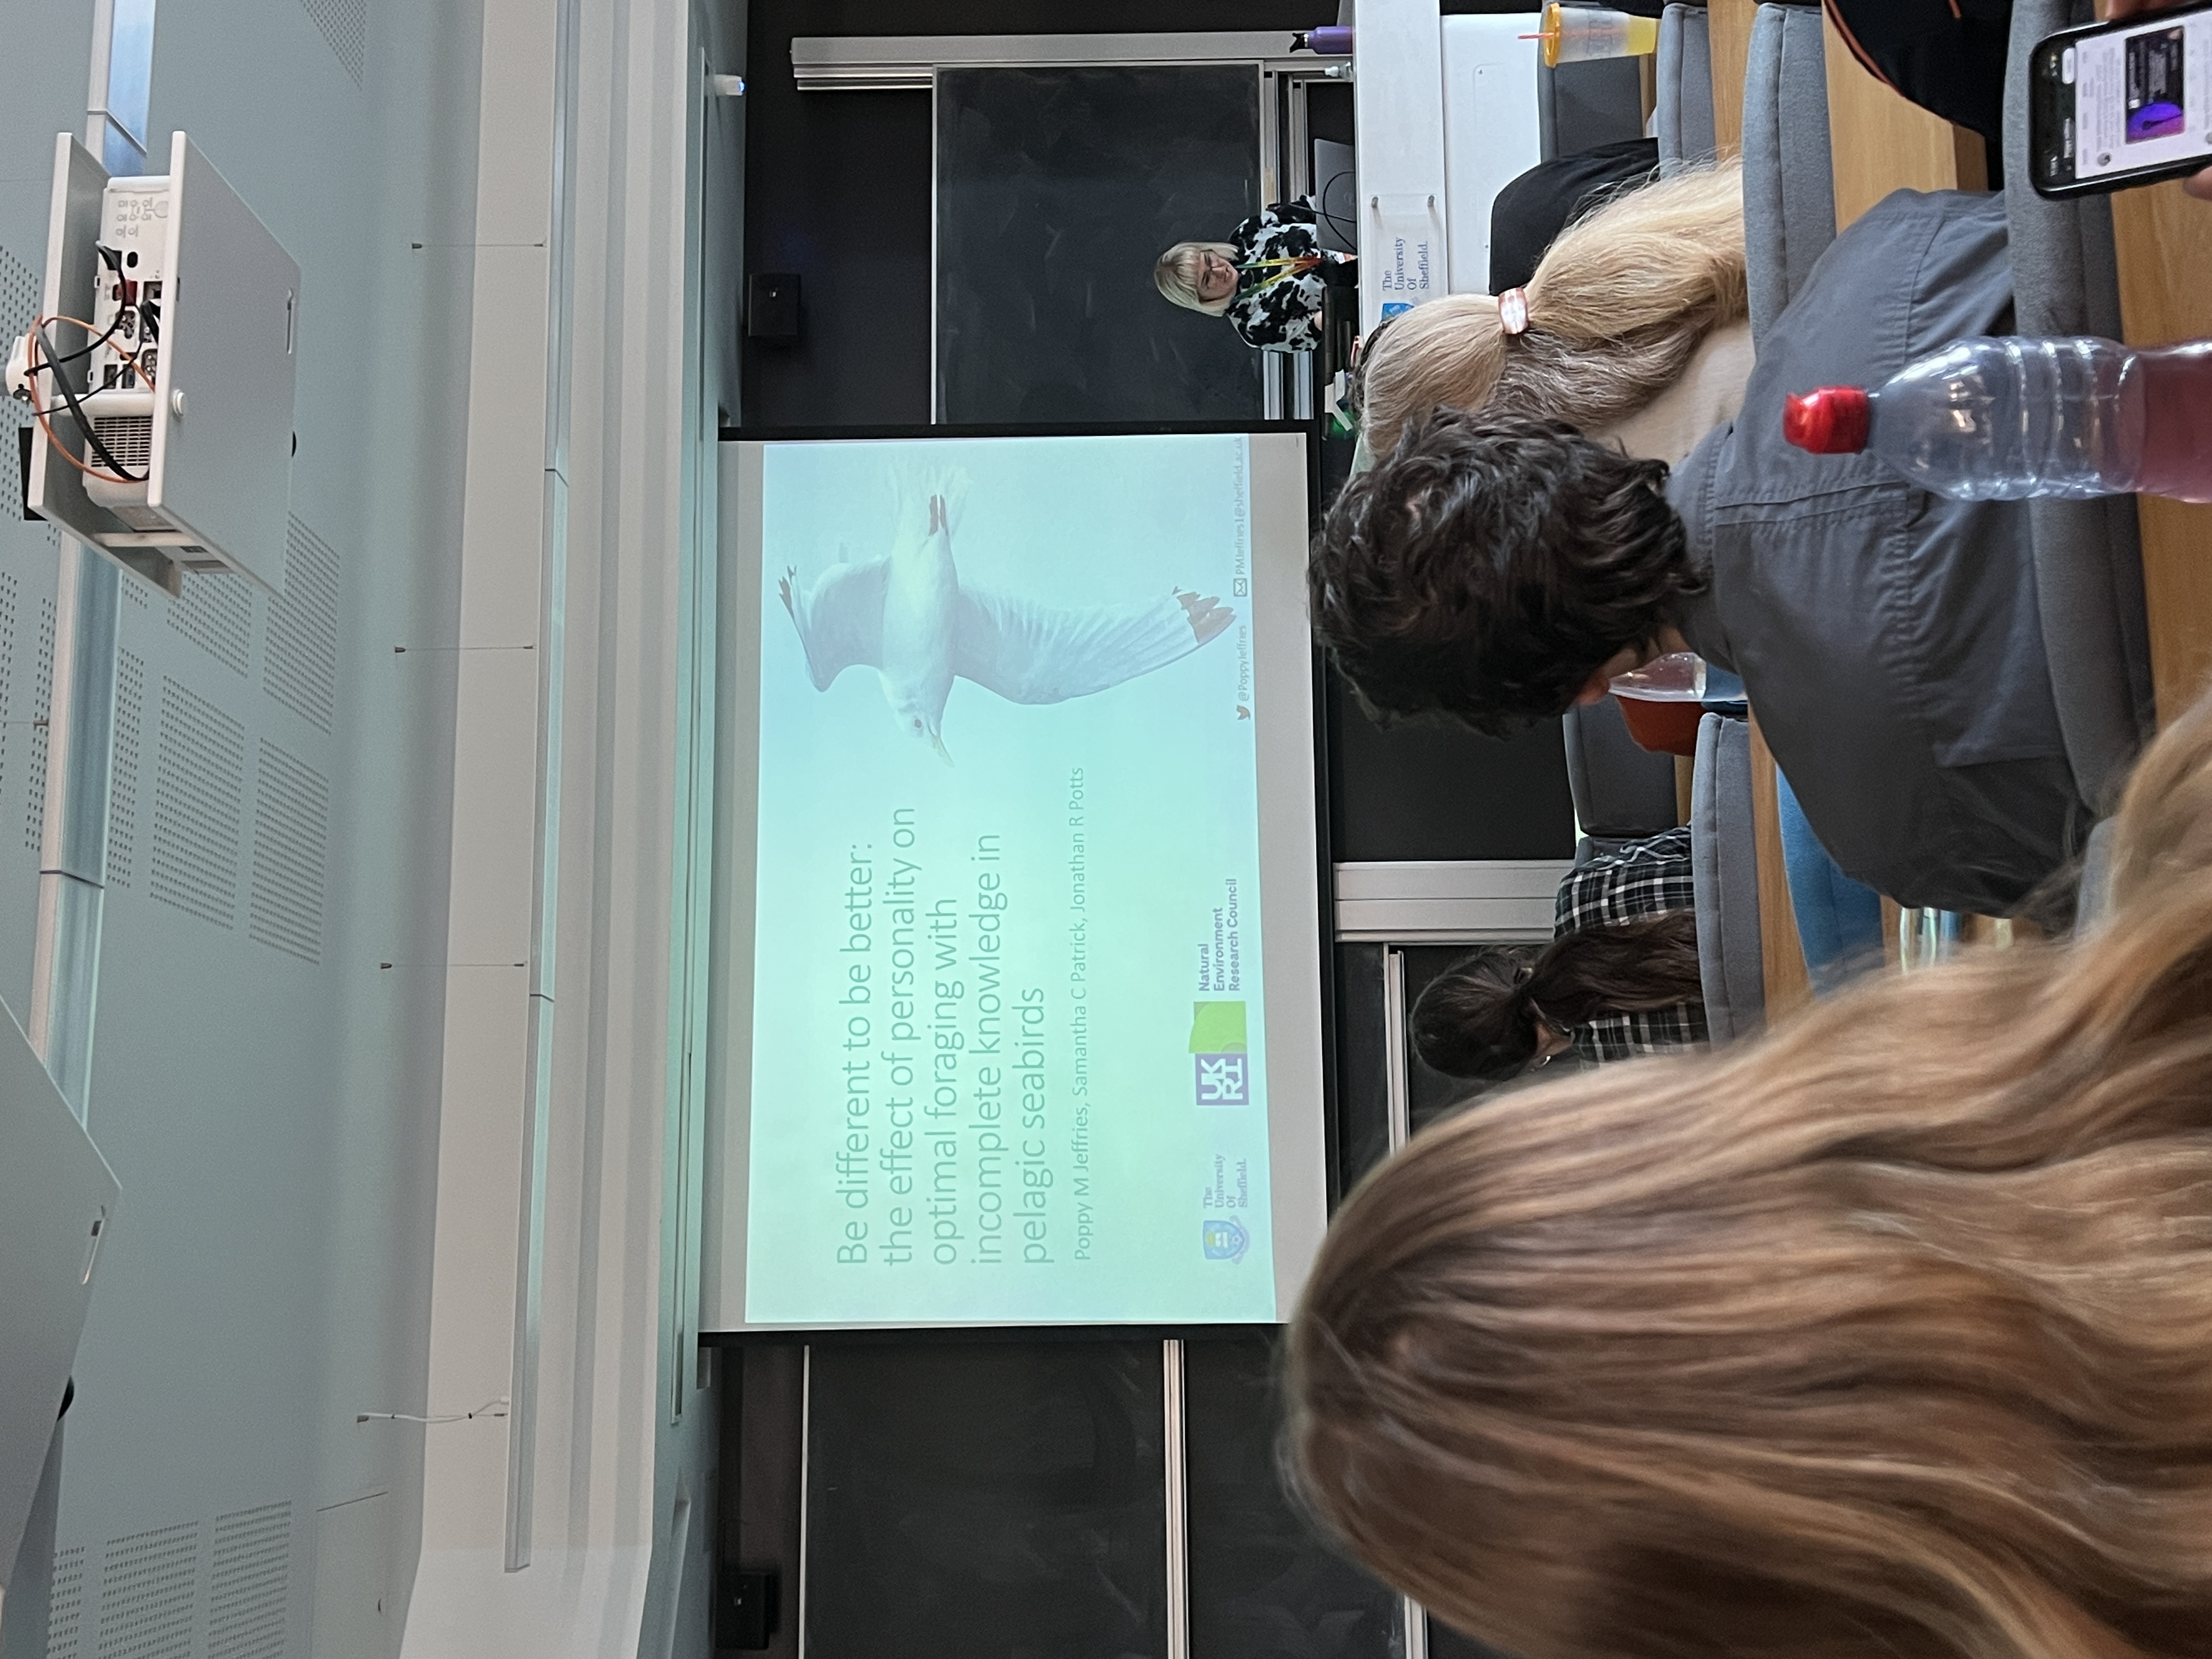 Be different to be better:
the effect of personality on
optimal foraging with
incomplete knowledge in
pelagic seabirds
Poppy M Jeffries, Samantha C Patrick, Jonathan R Potts
The
University
Of
Sheffield.
UK
RI
Natural
Environment
Research Council
@PoppyJeffries
PMJeffries1@sheffield.ac.uk
The
University
Of
Sheffield.